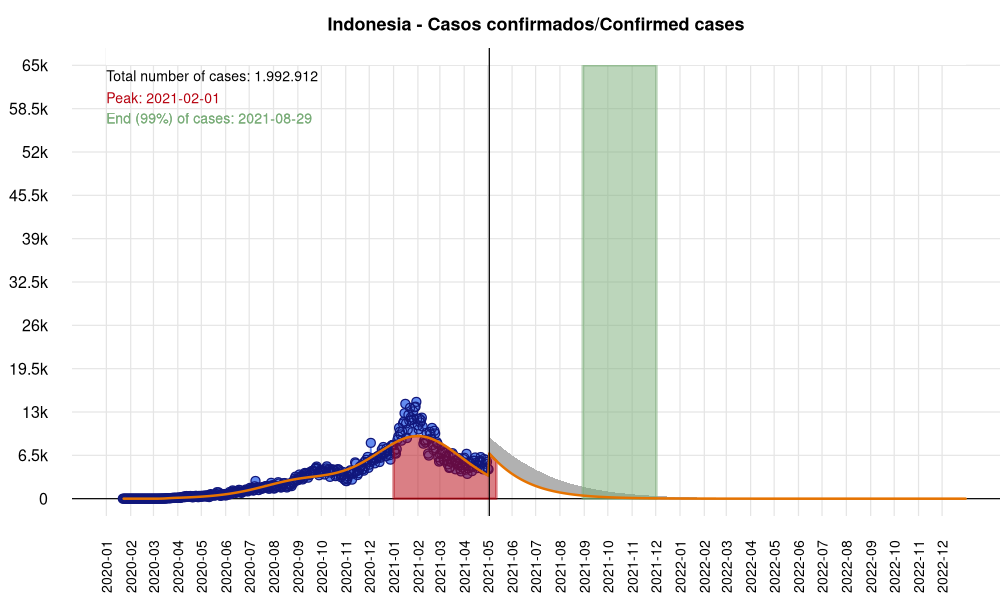 Indonesia - Casos confirmados/Confirmed cases
Total number of cases: 1.992.912
Peak: 2021-02-01
End (99%) of cases: 2021-08-29
65k
58.5k
52k
45.5k
39k
32.5k
26k
19.5k
13k
6.5k
0
2020-01
2020-02
2020-03
2020-04
2020-05
2020-06
2020-07
2020-08
2020-09
2020-10
2020-11
2020-12
2021-01
2021-02
2021-03
2021-04
2021-05
2021-06
2021-07
2021-08
2021-09
2021-10
2021-11
2021-12
2022-01
2022-02
2022-03
2022-04
2022-05
2022-06
2022-07
2022-08
2022-09
2022-10
2022-11
2022-12